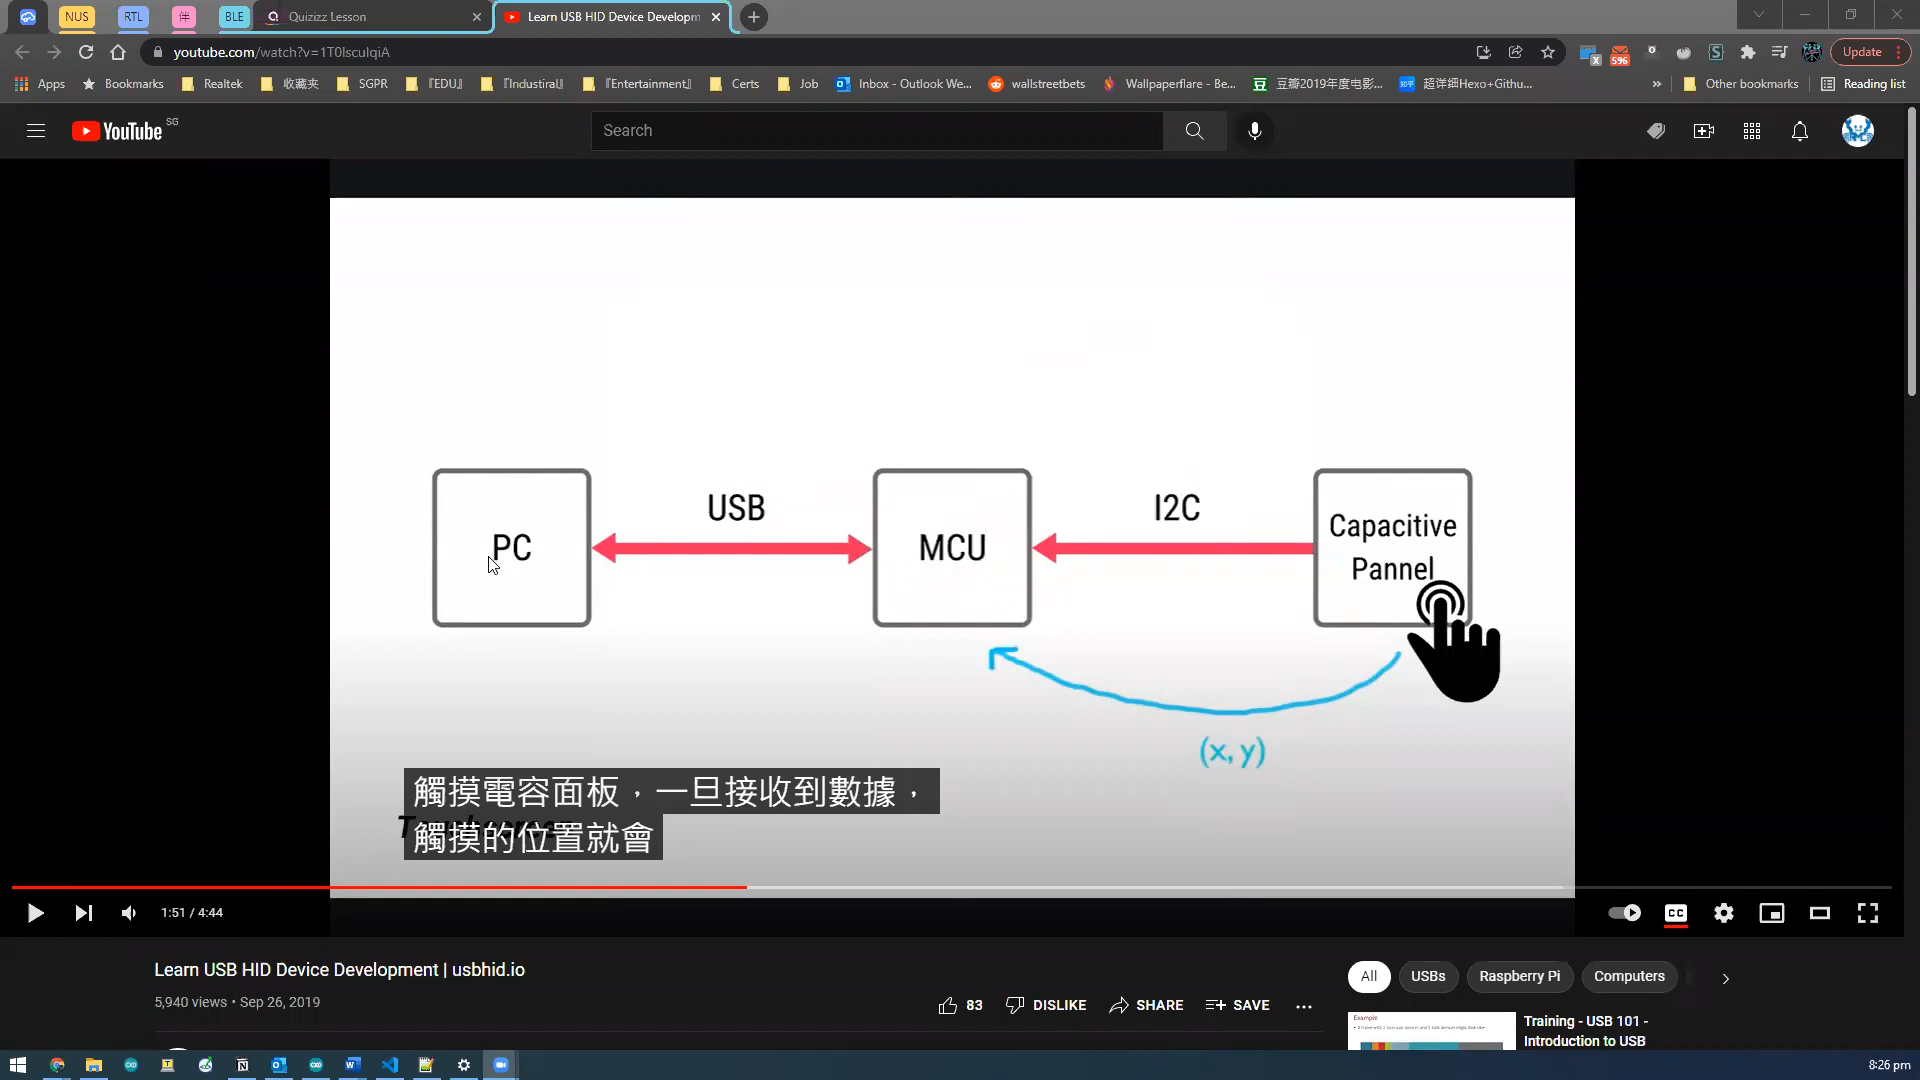 NUS
RTL
伴
BLE
Quizizz Lesson
Learn USB HID Device Developm
youtube.com/watch?v=1T0IscuIqiA
596
Update
Apps
Bookmarks
Realtek
收藏夹
SGPR
『EDU』
『Industiral』
『Entertainment』
Certs
Job
Inbox - Outlook We...
wallstreetbets
Wallpaperflare - Be...
豆瓣2019年度电影...
超详细Hexo+Githu...
»
Other bookmarks
Reading list
YouTube SG
Search
PC
USB
MCU
I2C
Capacitive
Pannel
(x, y)
觸摸電容面板，一旦接收到數據，
觸摸的位置就會
1:51 / 4:44
CC
Learn USB HID Device Development | usbhid.io
5,940 views • Sep 26, 2019
83
DISLIKE
SHARE
SAVE
...
All
USBs
Raspberry Pi
Computers
Example
Training - USB 101 -
Introduction to USB
8:26 pm